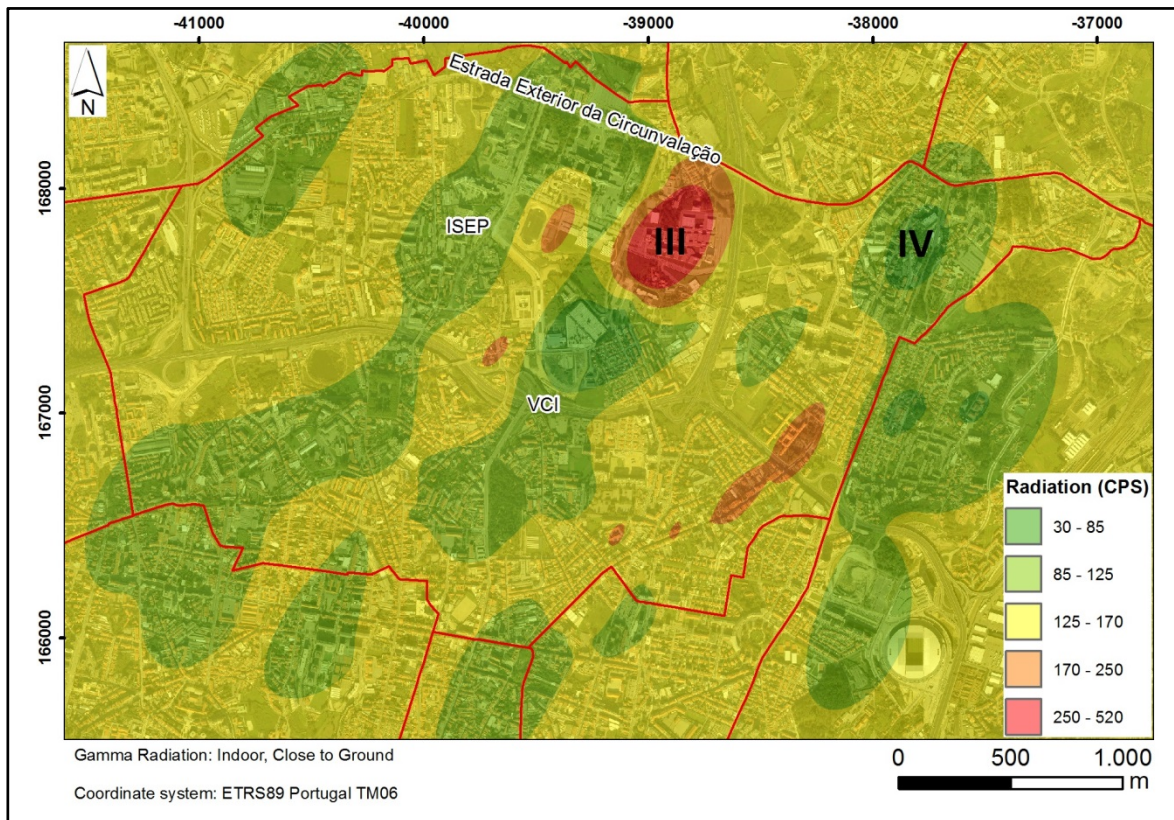 -41000 -40000 -39000 -38000 -37000
N
Estrada Exterior da Circunvalação
168000
ISEP
III
IV
167000
VCI
166000
Radiation (CPS)
30 - 85
85 - 125
125 - 170
170 - 250
250 - 520
Gamma Radiation: Indoor, Close to Ground
Coordinate system: ETRS89 Portugal TM06
0 500 1.000
m